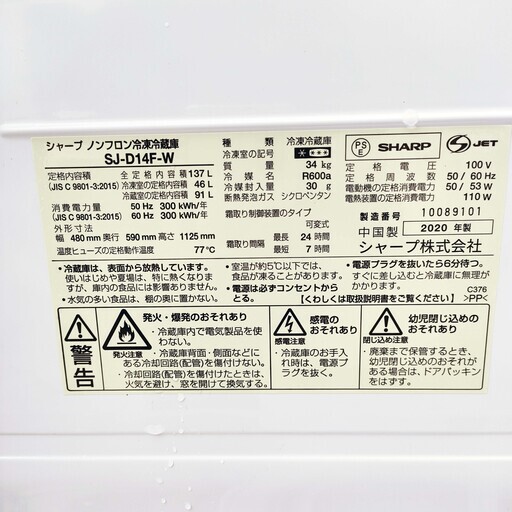 シャープ ノンフロン冷凍冷蔵庫
SJ-D14F-W
定格内容積
(JIS C 9801-3:2015)
全定格内容積 137 L
冷凍室の定格内容積 46 L
冷蔵室の定格内容積 91 L
消費電力量
(JIS C 9801-3:2015)
50 Hz 300 kWh/年
60 Hz 300 kWh/年
外形寸法
幅 480 mm 奥行 590 mm 高さ 1125 mm
温度ヒューズの定格動作温度 77℃
種類 冷凍冷蔵庫
冷凍室の記号
質量 34 kg
冷媒名 R600a
冷媒封入量 30 g
断熱発泡ガス シクロペンタン
霜取り制御装置のタイプ
可変式
霜取り間隔
最長 24 時間
最短 7 時間
PS
E
SHARP
S JET
定格電圧 100 V
定格周波数 50 / 60 Hz
電動機の定格消費電力 50 / 53 W
電熱装置の定格消費電力 110 W
製造番号 10089101
中国製 2020 年製
シャープ株式会社
・冷蔵庫は、表面から放熱しています。
使いはじめや夏場は、特に熱く感じられま
すが、庫内の食品には影響ありません。
・水気の多い食品は、棚の奥に置かない。
・室温が約5℃以下では、
食品が凍ることがあります。
・電源は必ずコンセントから
とる。
・電源プラグを抜いたら6分待つ。
すぐに差し込むと冷蔵庫に無理が
かかります。
【くわしくは取扱説明書をご覧ください】
C376
>PP<
警告
発火・爆発のおそれあり
発火注意
・冷蔵庫内で電気製品を使
わない。
・冷蔵庫背面・側面などに
ある冷却回路(配管)を傷付けない。
・冷却回路(配管)を傷付けたときは、
火気を避け、窓を開けて換気する。
感電の
おそれあり
感電注意
・冷蔵庫のお手入
れ時は、電源プラ
グを抜く。
幼児閉じ込めの
おそれあり
閉じ込め注意
・廃棄まで保管するとき、幼
児閉じ込めのおそれが
ある場合は、ドアパッキン
をはずす。